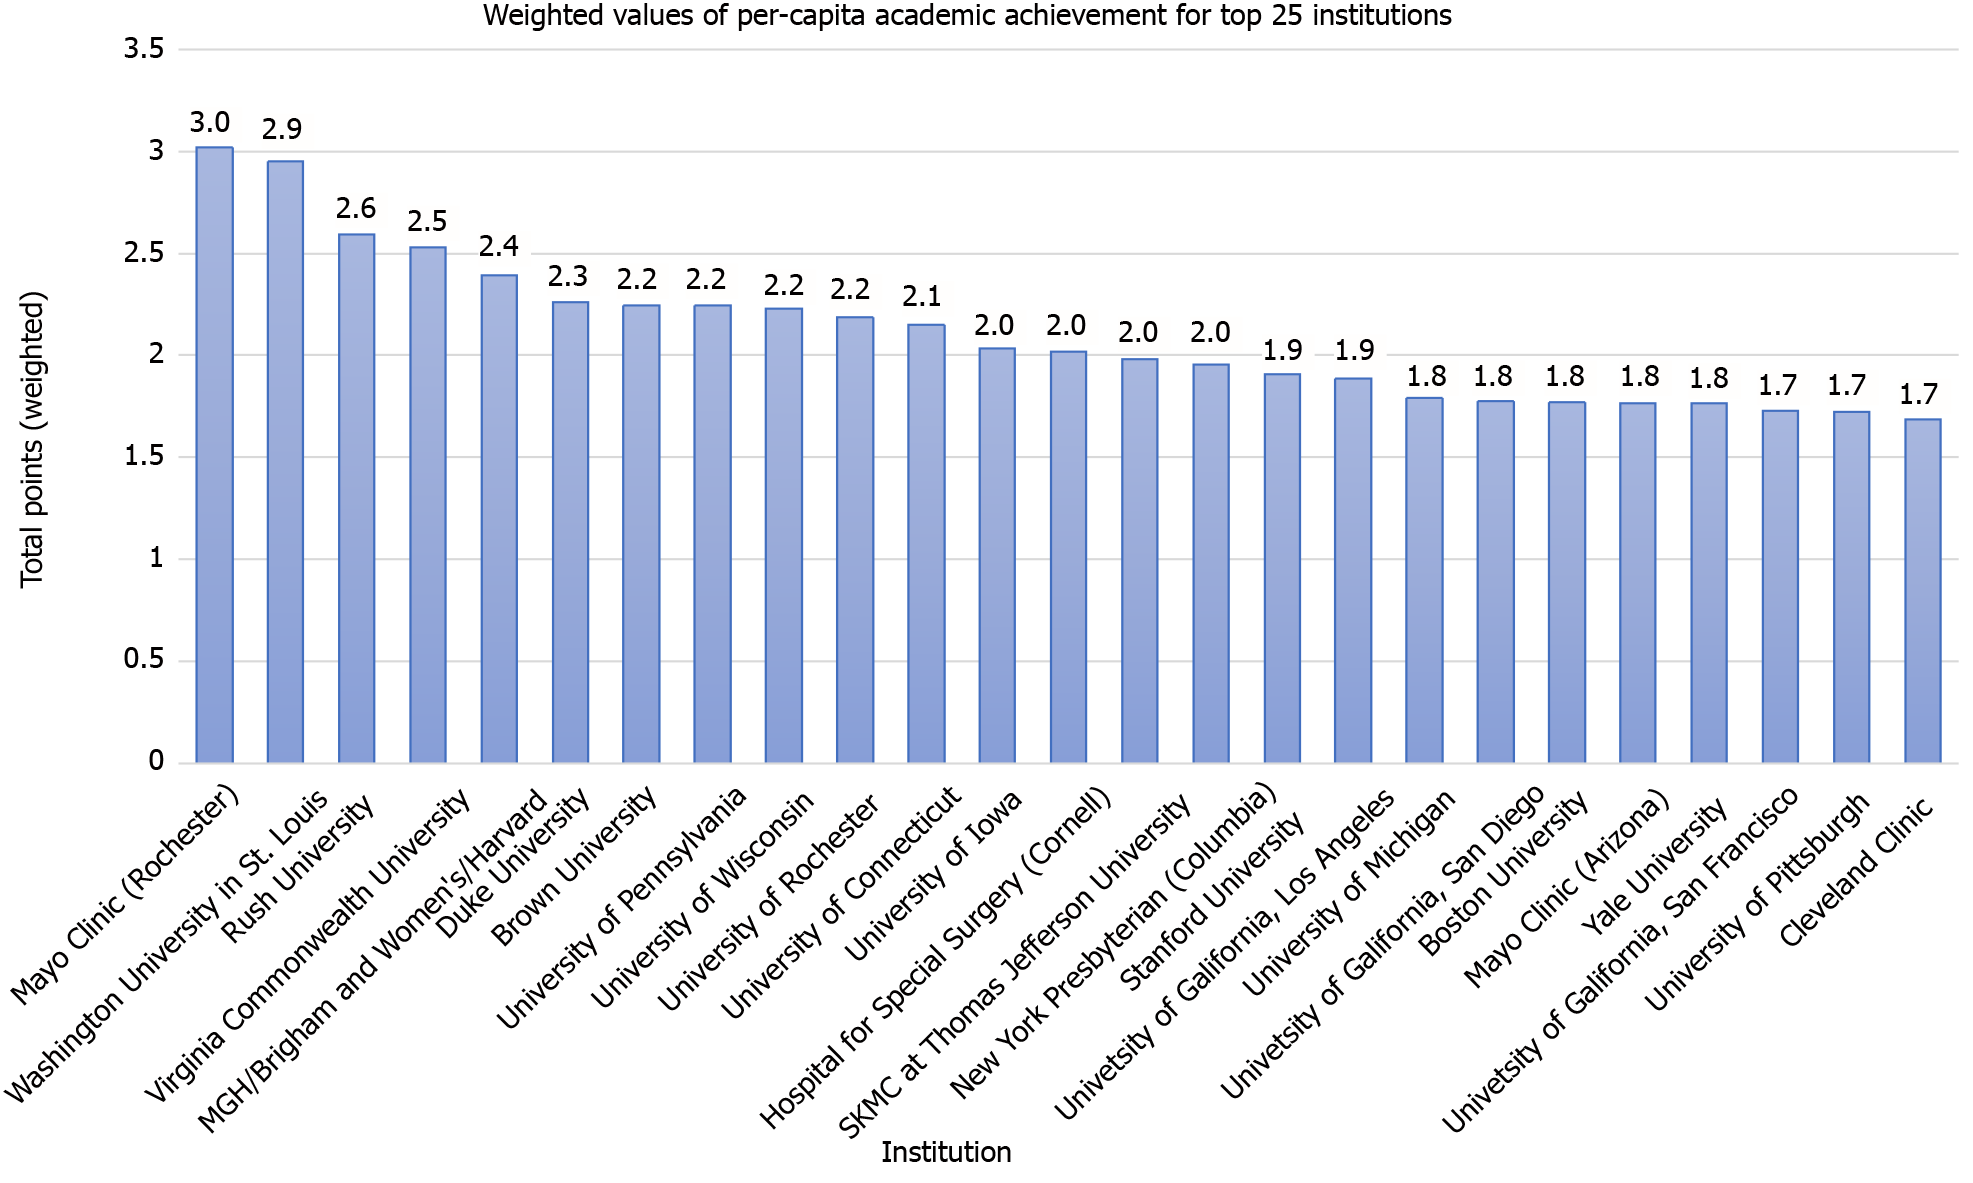 Weighted values of per-capita academic achievement for top 25 institutions
3.5
3
2.5
2
1.5
1
0.5
0
Total points (weighted)
3.0
2.9
2.6
2.5
2.4
2.3
2.2
2.2
2.2
2.2
2.1
2.0
2.0
2.0
2.0
1.9
1.9
1.8
1.8
1.8
1.8
1.8
1.7
1.7
1.7
Mayo Clinic (Rochester)
Washington University in St. Louis
Rush University
Virginia Commonwealth University
MGH/Brigham and Women's/Harvard
Duke University
Brown University
University of Pennsylvania
University of Wisconsin
University of Rochester
University of Connecticut
University of Iowa
Hospital for Special Surgery (Cornell)
SKMC at Thomas Jefferson University
New York Presbyterian (Columbia)
Stanford University
Univetsity of Galifornia, Los Angeles
University of Michigan
Univetsity of Galifornia, San Diego
Boston University
Mayo Clinic (Arizona)
Yale University
Univetsity of Galifornia, San Francisco
University of Pittsburgh
Cleveland Clinic
Institution